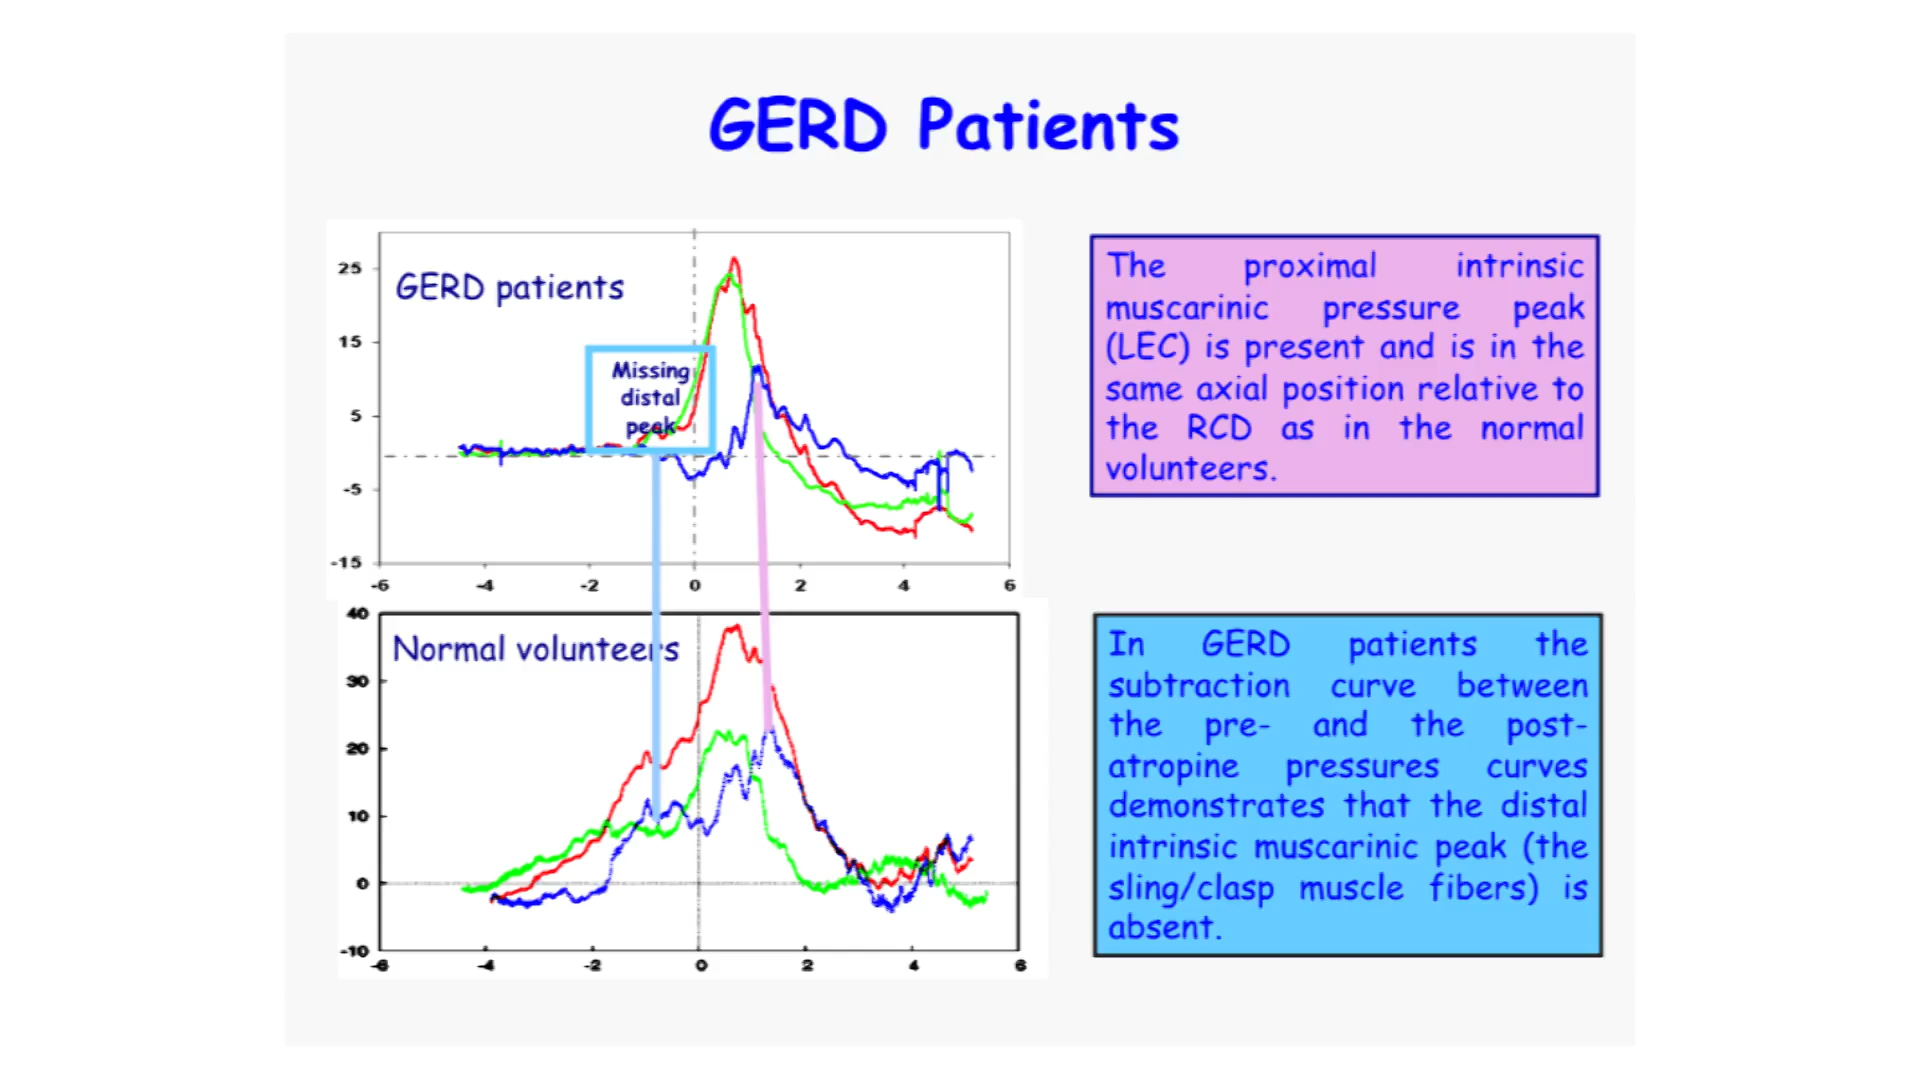 GERD Patients
25
15
5
-5
-15
-6 -4 -2 0 2 4 6
GERD patients
Missing
distal
peak
40
30
20
10
0
-10
-6 -4 -2 0 2 4 6
Normal volunteers
The proximal intrinsic
muscarinic pressure peak
(LEC) is present and is in the
same axial position relative to
the RCD as in the normal
volunteers.
In GERD patients the
subtraction curve between
the pre- and the post-
atropine pressures curves
demonstrates that the distal
intrinsic muscarinic peak (the
sling/clasp muscle fibers) is
absent.